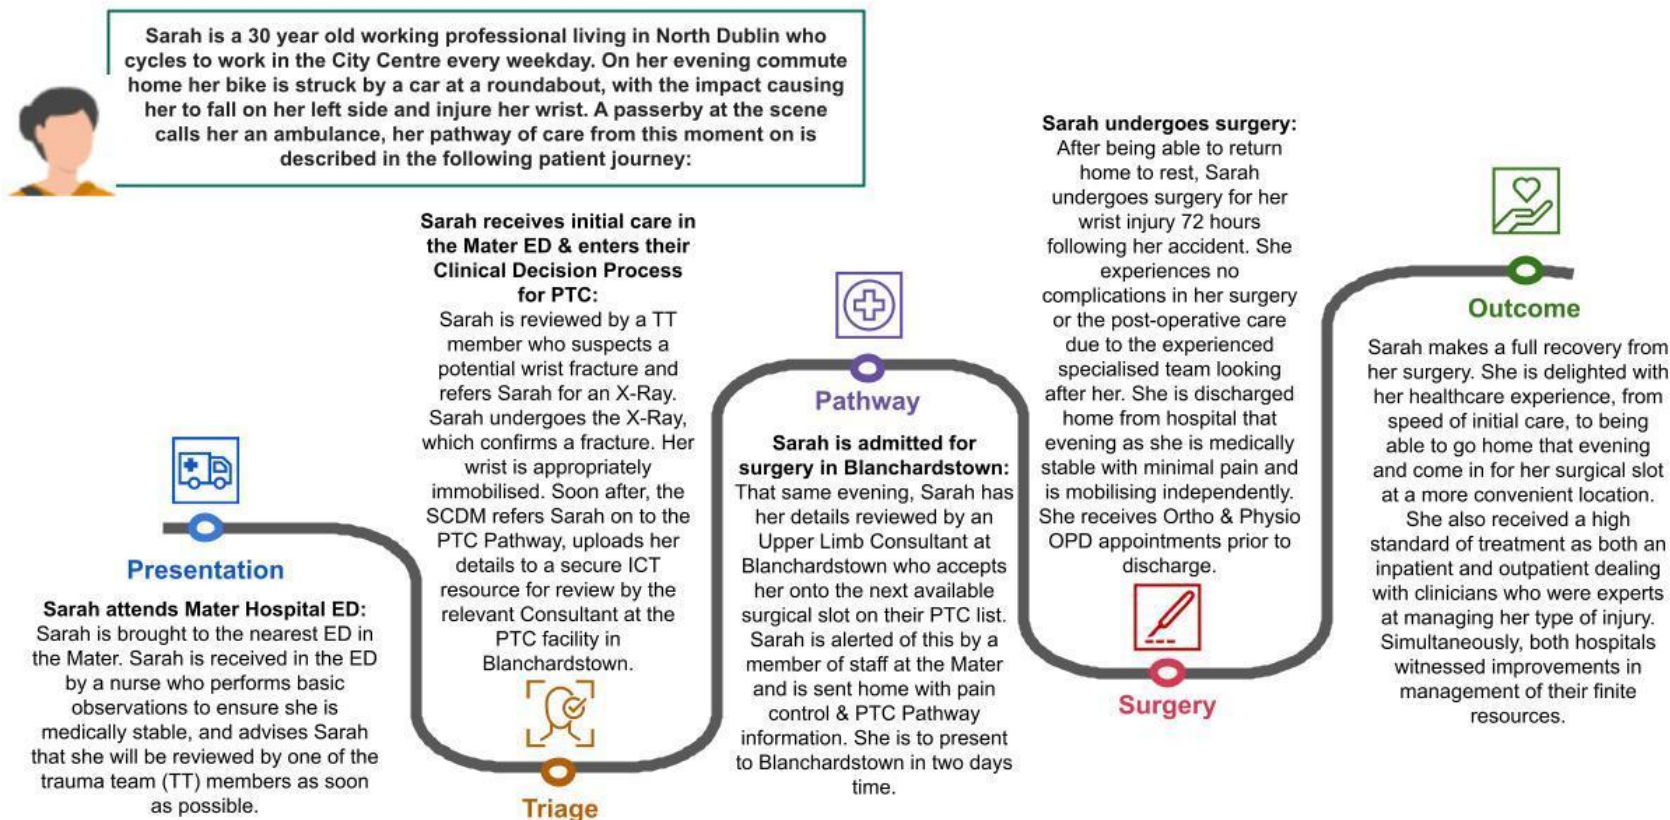 Sarah is a 30 year old working professional living in North Dublin who
cycles to work in the City Centre every weekday. On her evening commute
home her bike is struck by a car at a roundabout, with the impact causing
her to fall on her left side and injure her wrist. A passerby at the scene
calls her an ambulance, her pathway of care from this moment on is
described in the following patient journey:
Presentation
Sarah attends Mater Hospital ED:
Sarah is brought to the nearest ED in
the Mater. Sarah is received in the ED
by a nurse who performs basic
observations to ensure she is
medically stable, and advises Sarah
that she will be reviewed by one of the
trauma team (TT) members as soon
as possible.
Sarah receives initial care in
the Mater ED & enters their
Clinical Decision Process
for PTC:
Sarah is reviewed by a TT
member who suspects a
potential wrist fracture and
refers Sarah for an X-Ray.
Sarah undergoes the X-Ray,
which confirms a fracture. Her
wrist is appropriately
immobilised. Soon after, the
SCDM refers Sarah on to the
PTC Pathway, uploads her
details to a secure ICT
resource for review by the
relevant Consultant at the
PTC facility in
Blanchardstown.
Triage
Pathway
Sarah is admitted for
surgery in Blanchardstown:
That same evening, Sarah has
her details reviewed by an
Upper Limb Consultant at
Blanchardstown who accepts
her onto the next available
surgical slot on their PTC list.
Sarah is alerted of this by a
member of staff at the Mater
and is sent home with pain
control & PTC Pathway
information. She is to present
to Blanchardstown in two days
time.
Sarah undergoes surgery:
After being able to return
home to rest, Sarah
undergoes surgery for her
wrist injury 72 hours
following her accident. She
experiences no
complications in her surgery
or the post-operative care
due to the experienced
specialised team looking
after her. She is discharged
home from hospital that
evening as she is medically
stable with minimal pain and
is mobilising independently.
She receives Ortho & Physio
OPD appointments prior to
discharge.
Surgery
Outcome
Sarah makes a full recovery from
her surgery. She is delighted with
her healthcare experience, from
speed of initial care, to being
able to go home that evening
and come in for her surgical slot
at a more convenient location.
She also received a high
standard of treatment as both an
inpatient and outpatient dealing
with clinicians who were experts
at managing her type of injury.
Simultaneously, both hospitals
witnessed improvements in
management of their finite
resources.